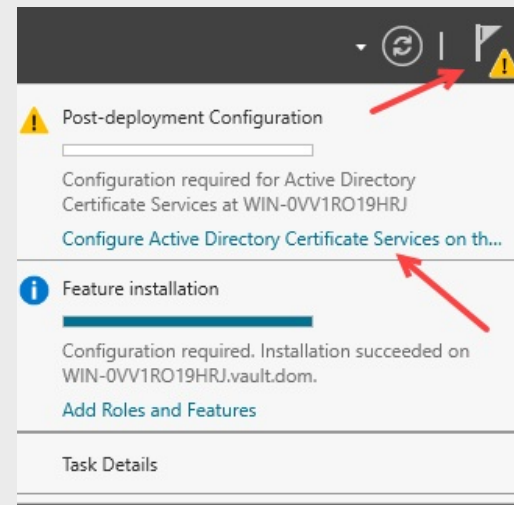 Post-deployment Configuration
Configuration required for Active Directory
Certificate Services at WIN-0VV1RO19HRJ
Configure Active Directory Certificate Services on th...
Feature installation
Configuration required. Installation succeeded on
WIN-0VV1RO19HRJ.vault.dom.
Add Roles and Features
Task Details